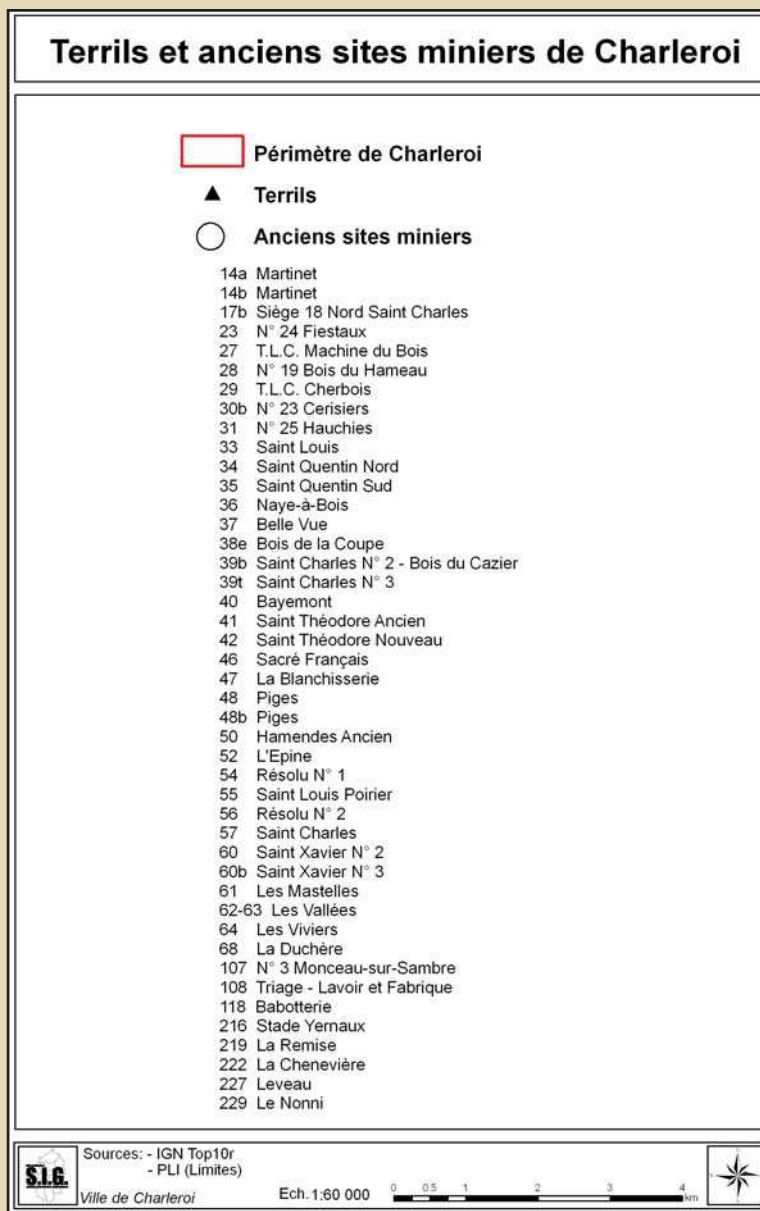 Terrils et anciens sites miniers de Charleroi
Périmètre de Charleroi
Terrils
Anciens sites miniers
14a Martinet
14b Martinet
17b Siège 18 Nord Saint Charles
23 N° 24 Fiestaux
27 T.L.C. Machine du Bois
28 N° 19 Bois du Hameau
29 T.L.C. Cherbois
30b N° 23 Cerisiers
31 N° 25 Hauchies
33 Saint Louis
34 Saint Quentin Nord
35 Saint Quentin Sud
36 Naye-à-Bois
37 Belle Vue
38e Bois de la Coupe
39b Saint Charles N° 2 - Bois du Cazier
39t Saint Charles N° 3
40 Bayemont
41 Saint Théodore Ancien
42 Saint Théodore Nouveau
46 Sacré Français
47 La Blanchisserie
48 Piges
48b Piges
50 Hamendes Ancien
52 L'Epine
54 Résolu N° 1
55 Saint Louis Poirier
56 Résolu N° 2
57 Saint Charles
60 Saint Xavier N° 2
60b Saint Xavier N° 3
61 Les Mastelles
62-63 Les Vallées
64 Les Viviers
68 La Duchère
107 N° 3 Monceau-sur-Sambre
108 Triage - Lavoir et Fabrique
118 Babotterie
216 Stade Yernaux
219 La Remise
222 La Chenevière
227 Leveau
229 Le Nonni
S.I.G.
Sources: - IGN Top10r
- PLI (Limites)
Ville de Charleroi
Ech. 1:60 000
0 0.5 1 2 3 4 km